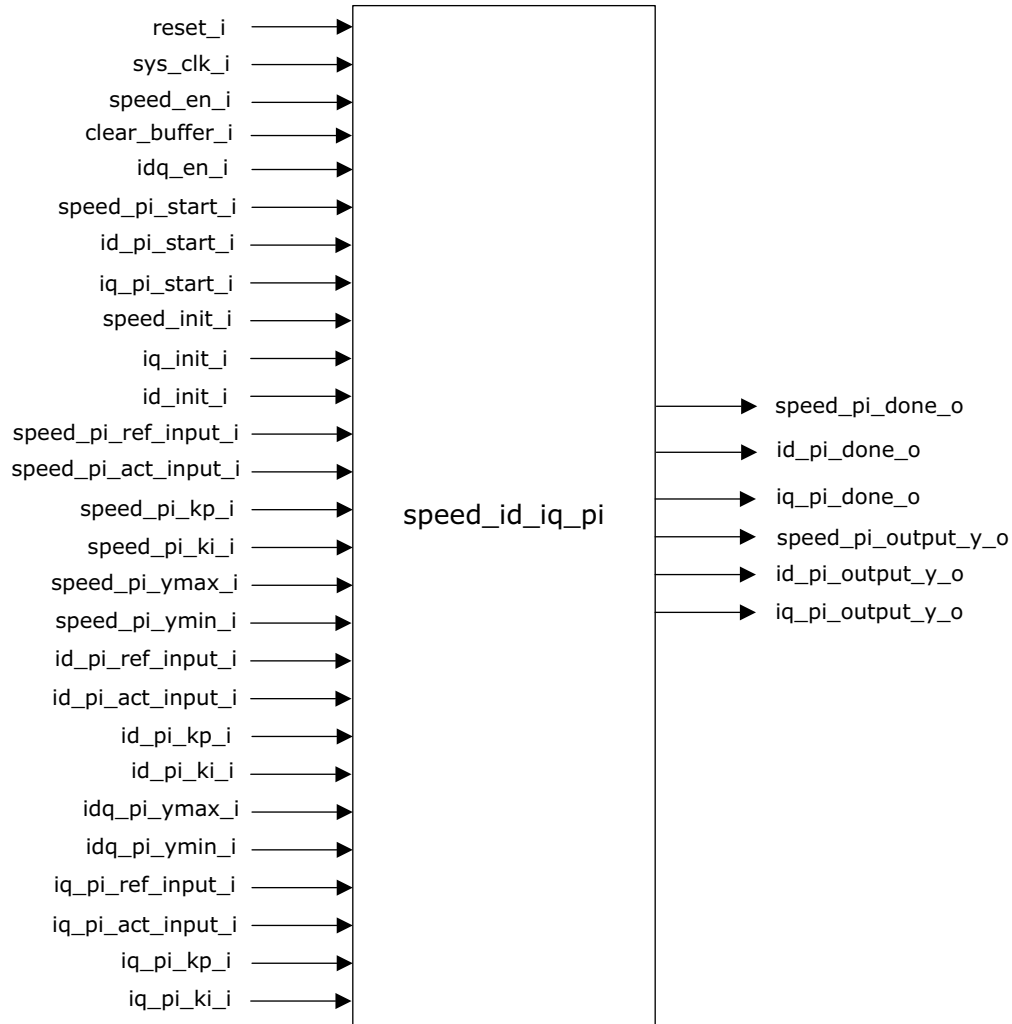 reset_i
sys_clk_i
speed_en_i
clear_buffer_i
idq_en_i
speed_pi_start_i
id_pi_start_i
iq_pi_start_i
speed_init_i
iq_init_i
id_init_i
speed_pi_ref_input_i
speed_pi_act_input_i
speed_pi_kp_i
speed_pi_ki_i
speed_pi_ymax_i
speed_pi_ymin_i
id_pi_ref_input_i
id_pi_act_input_i
id_pi_kp_i
id_pi_ki_i
idq_pi_ymax_i
idq_pi_ymin_i
iq_pi_ref_input_i
iq_pi_act_input_i
iq_pi_kp_i
iq_pi_ki_i
speed_id_iq_pi
speed_pi_done_o
id_pi_done_o
iq_pi_done_o
speed_pi_output_y_o
id_pi_output_y_o
iq_pi_output_y_o